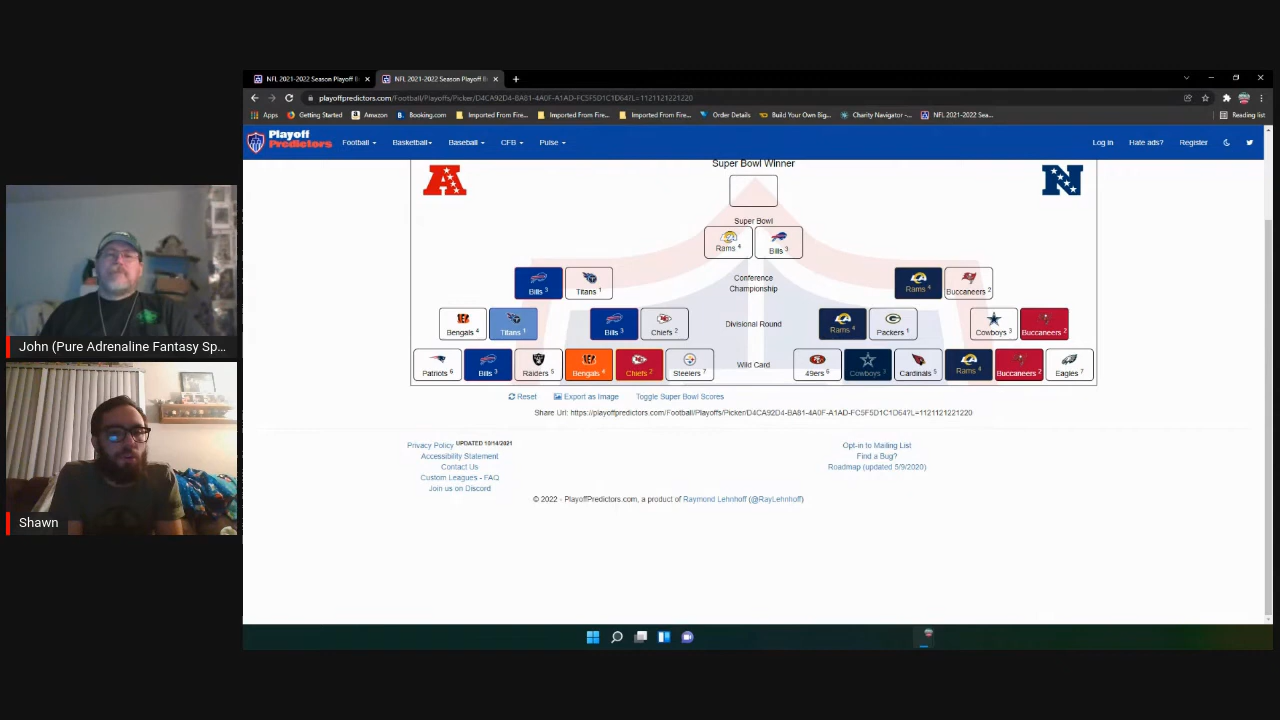 NFL 2021-2022 Season Playoff B
NFL 2021-2022 Season Playoff B
playoffpredictors.com/Football/Playoffs/Picker/D4CA92D4-BA81-4A0F-A1AD-FC5F5D1C1D64?L=1121121221220
Apps
Getting Started
Amazon
Booking.com
Imported From Fire...
Imported From Fire...
Imported From Fire...
Order Details
Build Your Own Big...
Charity Navigator -...
NFL 2021-2022 Sea...
Reading list
Playoff
Predictors
Football
Basketball
Baseball
CFB
Pulse
Log in
Hate ads?
Register
Super Bowl Winner
A
N
Super Bowl
Rams 4
Bills 3
Bills 3
Titans 1
Conference
Championship
Rams 4
Buccaneers 2
Bengals 4
Titans 1
Bills 3
Chiefs 2
Divisional Round
Rams 4
Packers 1
Cowboys 3
Buccaneers 2
Patriots 6
Bills 3
Raiders 5
Bengals 4
Chiefs 2
Steelers 7
Wild Card
49ers 6
Cowboys 3
Cardinals 5
Rams 4
Buccaneers 2
Eagles 7
Reset
Export as Image
Toggle Super Bowl Scores
Share Url: https://playoffpredictors.com/Football/Playoffs/Picker/D4CA92D4-BA81-4A0F-A1AD-FC5F5D1C1D64?L=1121121221220
Privacy Policy UPDATED 10/14/2021
Accessibility Statement
Contact Us
Custom Leagues - FAQ
Join us on Discord
Opt-in to Mailing List
Find a Bug?
Roadmap (updated 5/9/2020)
© 2022 - PlayoffPredictors.com, a product of Raymond Lehnhoff (@RayLehnhoff)
John (Pure Adrenaline Fantasy Sp...
Shawn